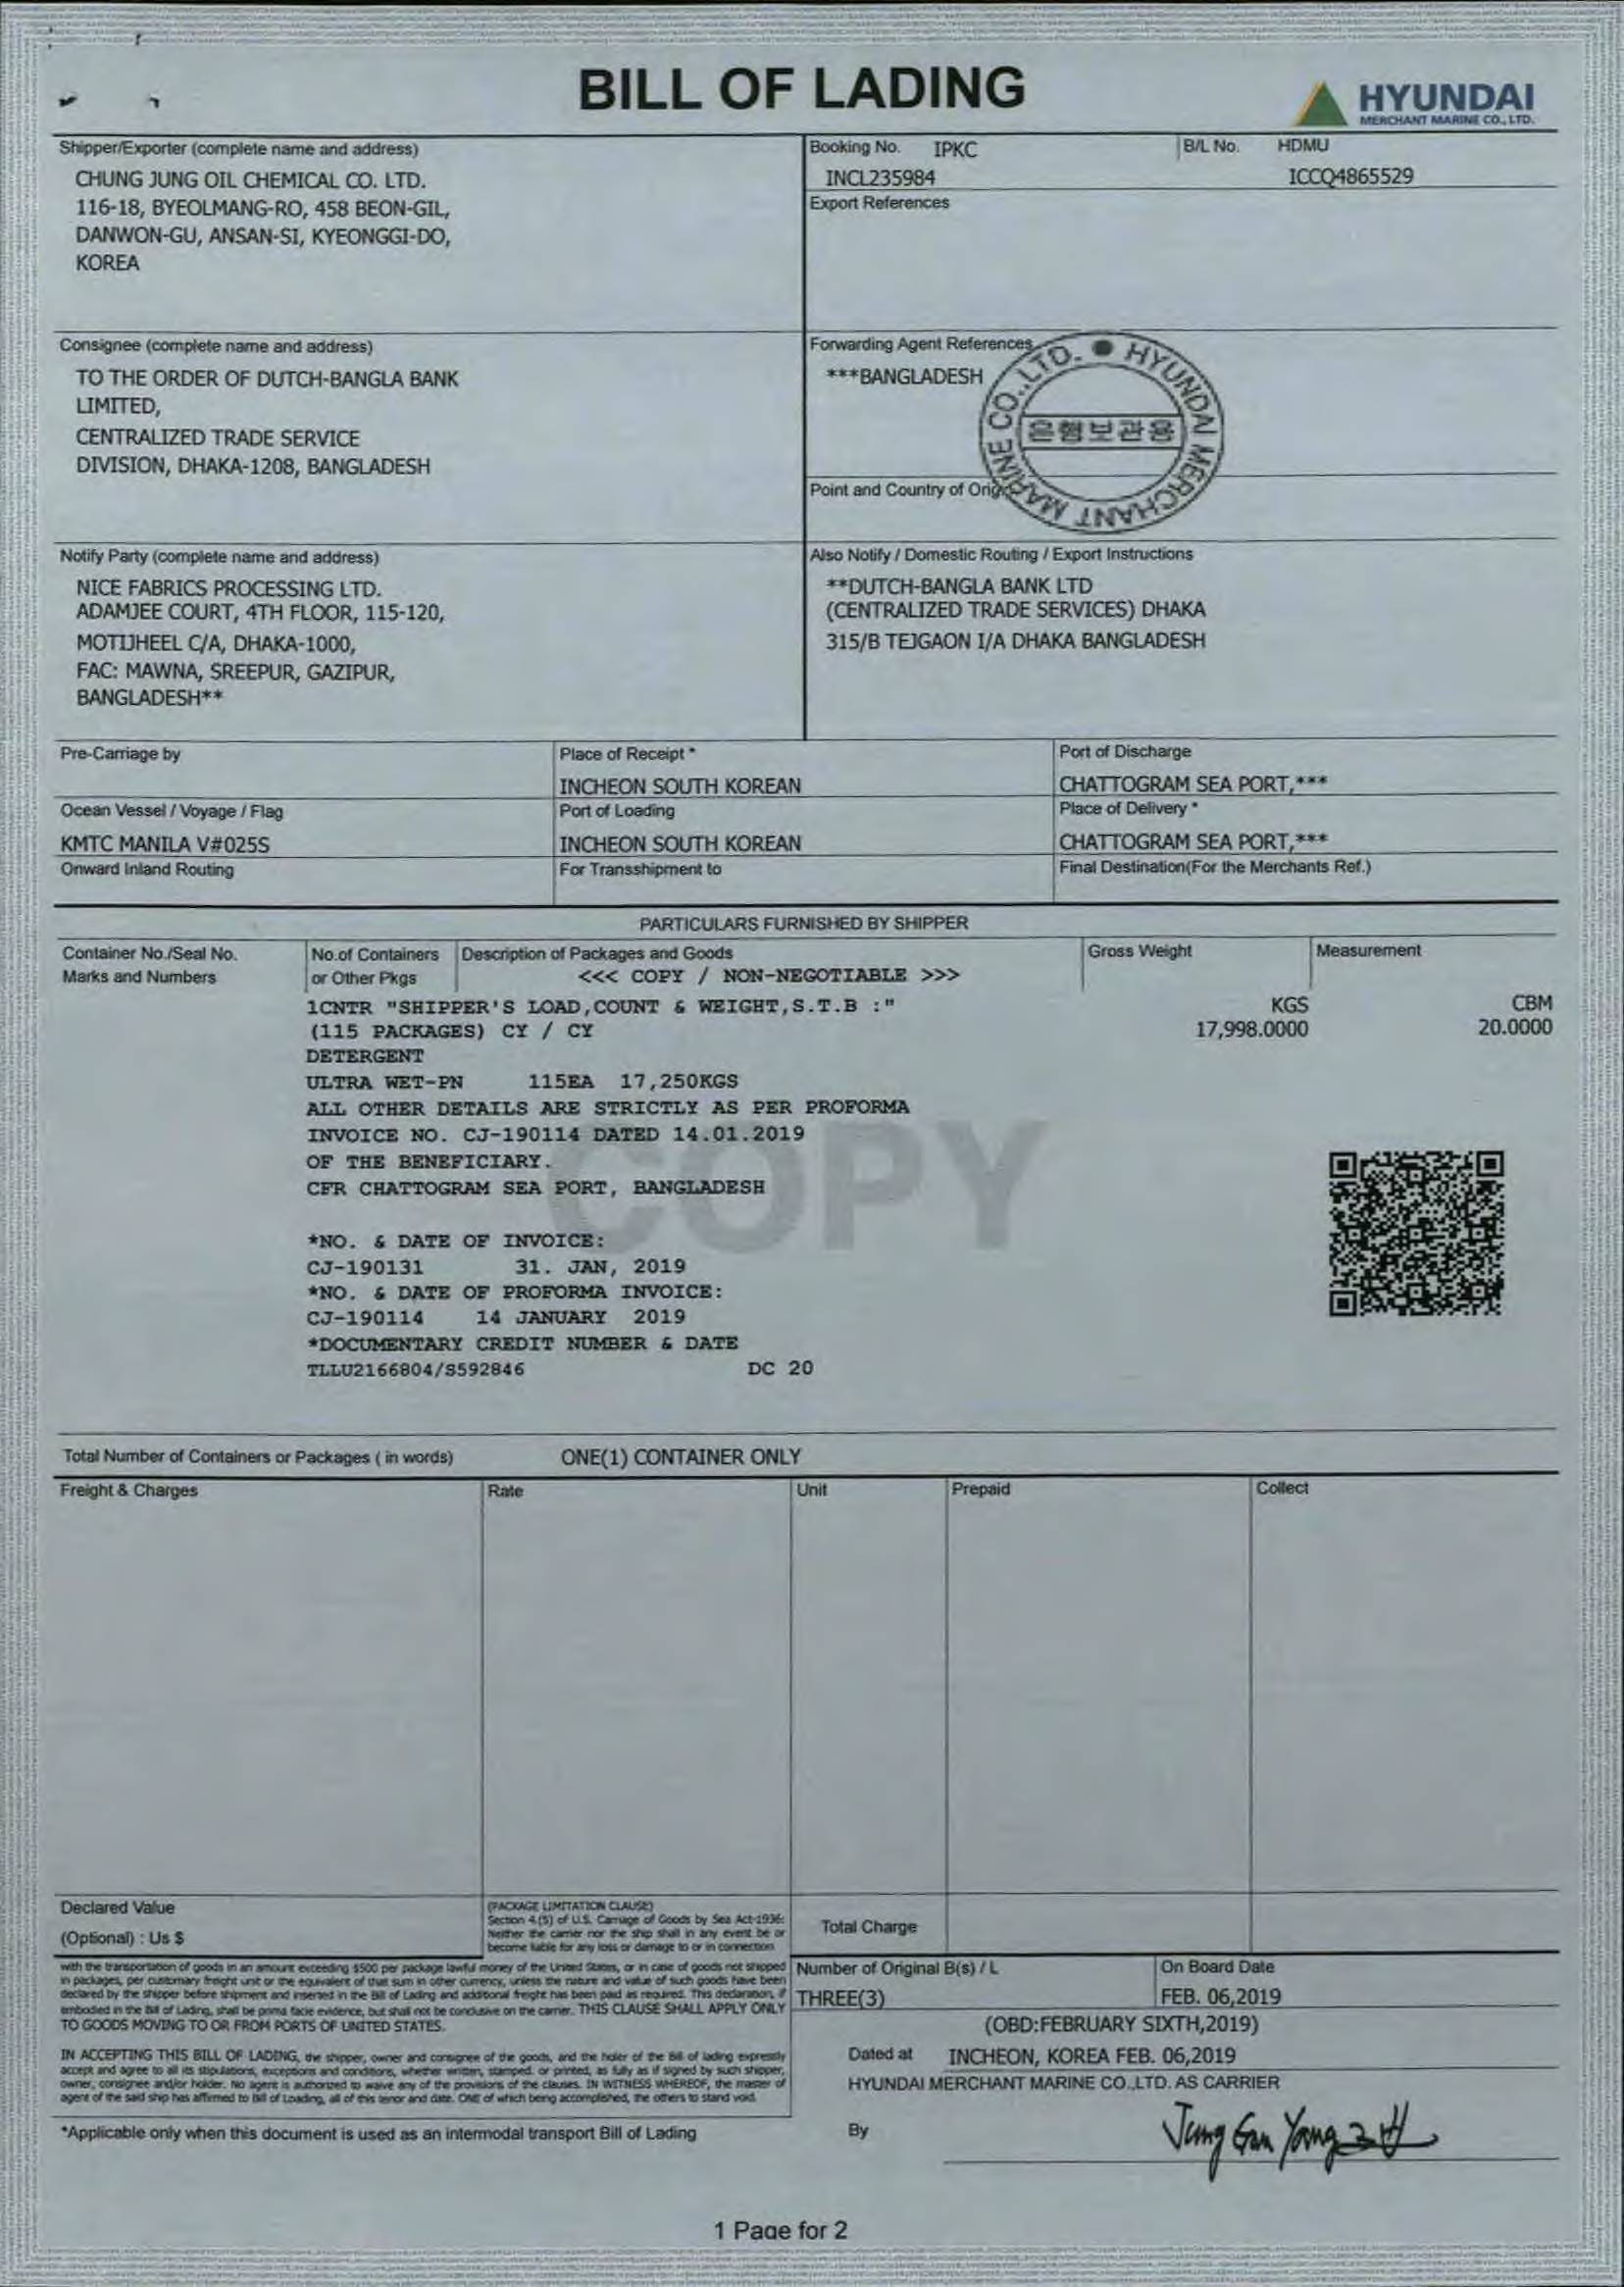 BILL OF LADING
HYUNDAI
MERCHANT MARINE CO., LTD.
Shipper/Exporter (complete name and address)
CHUNG JUNG OIL CHEMICAL CO. LTD.
116-18, BYEOLMANG-RO, 458 BEON-GIL,
DANWON-GU, ANSAN-SI, KYEONGGI-DO,
KOREA
Booking No. IPKC
INCL235984
B/L No. HDMU
ICCQ4865529
Export References
Consignee (complete name and address)
TO THE ORDER OF DUTCH-BANGLA BANK
LIMITED,
CENTRALIZED TRADE SERVICE
DIVISION, DHAKA-1208, BANGLADESH
Forwarding Agent References
***BANGLADESH
HYUNDAI MERCHANT MARINE CO.,LTD.
은행보관용
Point and Country of Orig
Notify Party (complete name and address)
NICE FABRICS PROCESSING LTD.
ADAMJEE COURT, 4TH FLOOR, 115-120,
MOTIJHEEL C/A, DHAKA-1000,
FAC: MAWNA, SREEPUR, GAZIPUR,
BANGLADESH**
Also Notify / Domestic Routing / Export Instructions
**DUTCH-BANGLA BANK LTD
(CENTRALIZED TRADE SERVICES) DHAKA
315/B TEJGAON I/A DHAKA BANGLADESH
Pre-Carriage by
Place of Receipt *
INCHEON SOUTH KOREAN
Port of Discharge
CHATTOGRAM SEA PORT,***
Ocean Vessel / Voyage / Flag
KMTC MANILA V#025S
Port of Loading
INCHEON SOUTH KOREAN
Place of Delivery *
CHATTOGRAM SEA PORT,***
Onward Inland Routing
For Transshipment to
Final Destination(For the Merchants Ref.)
PARTICULARS FURNISHED BY SHIPPER
Container No./Seal No.
Marks and Numbers
No.of Containers
or Other Pkgs
Description of Packages and Goods
<<< COPY / NON-NEGOTIABLE >>>
Gross Weight
Measurement
1CNTR "SHIPPER'S LOAD,COUNT & WEIGHT,S.T.B :" KGS CBM
(115 PACKAGES) CY / CY 17,998.0000 20.0000
DETERGENT
ULTRA WET-PN 115EA 17,250KGS
ALL OTHER DETAILS ARE STRICTLY AS PER PROFORMA
INVOICE NO. CJ-190114 DATED 14.01.2019
OF THE BENEFICIARY.
CFR CHATTOGRAM SEA PORT, BANGLADESH
COPY
*NO. & DATE OF INVOICE:
CJ-190131 31. JAN, 2019
*NO. & DATE OF PROFORMA INVOICE:
CJ-190114 14 JANUARY 2019
*DOCUMENTARY CREDIT NUMBER & DATE
TLLU2166804/S592846 DC 20
Total Number of Containers or Packages ( in words) ONE(1) CONTAINER ONLY
Freight & Charges Rate Unit Prepaid Collect
Declared Value
(Optional) : Us $
(PACKAGE LIMITATION CLAUSE)
Section 4.(5) of U.S. Carriage of Goods by Sea Act-1936:
Neither the carrier nor the ship shall in any event be or
become liable for any loss or damage to or in connection
Total Charge
with the transportation of goods in an amount exceeding $500 per package lawful money of the United States, or in case of goods not shipped
in packages, per customary freight unit or the equivalent of that sum in other currency, unless the nature and value of such goods have been
declared by the shipper before shipment and inserted in the Bill of Lading and additional freight has been paid as required. This declaration, if
embodied in the Bill of Lading, shall be prima facie evidence, but shall not be conclusive on the carrier. THIS CLAUSE SHALL APPLY ONLY
TO GOODS MOVING TO OR FROM PORTS OF UNITED STATES.
Number of Original B(s) / L
THREE(3)
On Board Date
FEB. 06,2019
(OBD:FEBRUARY SIXTH,2019)
IN ACCEPTING THIS BILL OF LADING, the shipper, owner and consignee of the goods, and the holer of the Bill of lading expressly
accept and agree to all its stipulations, exceptions and conditions, whether written, stamped, or printed, as fully as if signed by such shipper,
owner, consignee and/or holder. No agent is authorized to waive any of the provisions of the clauses. IN WITNESS WHEREOF, the master of
agent of the said ship has affirmed to Bill of Loading, all of this tenor and date. ONE of which being accomplished, the others to stand void.
Dated at INCHEON, KOREA FEB. 06,2019
HYUNDAI MERCHANT MARINE CO.,LTD. AS CARRIER
*Applicable only when this document is used as an intermodal transport Bill of Lading
By
1 Page for 2